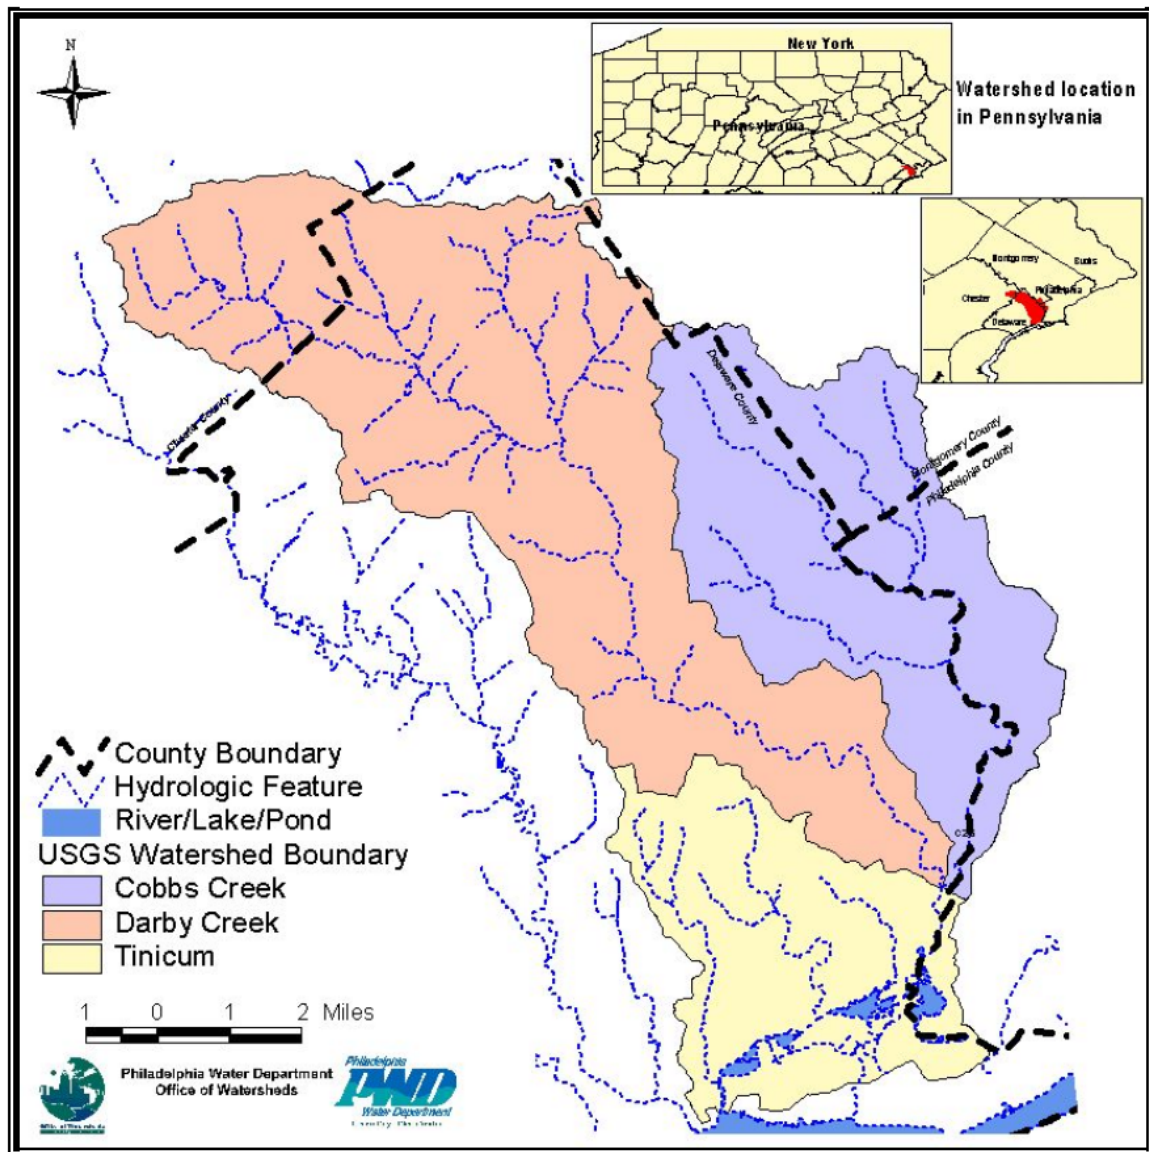 N
New York
Pennsylvania
Watershed location
in Pennsylvania
Montgomery
Bucks
Chester
Philadelphia
Delaware
Delaware County
Chester County
Montgomery County
Philadelphia County
County Boundary
Hydrologic Feature
River/Lake/Pond
USGS Watershed Boundary
Cobbs Creek
Darby Creek
Tinicum
1 0 1 2 Miles
Philadelphia Water Department
Office of Watersheds
Philadelphia
PWD
Water Department